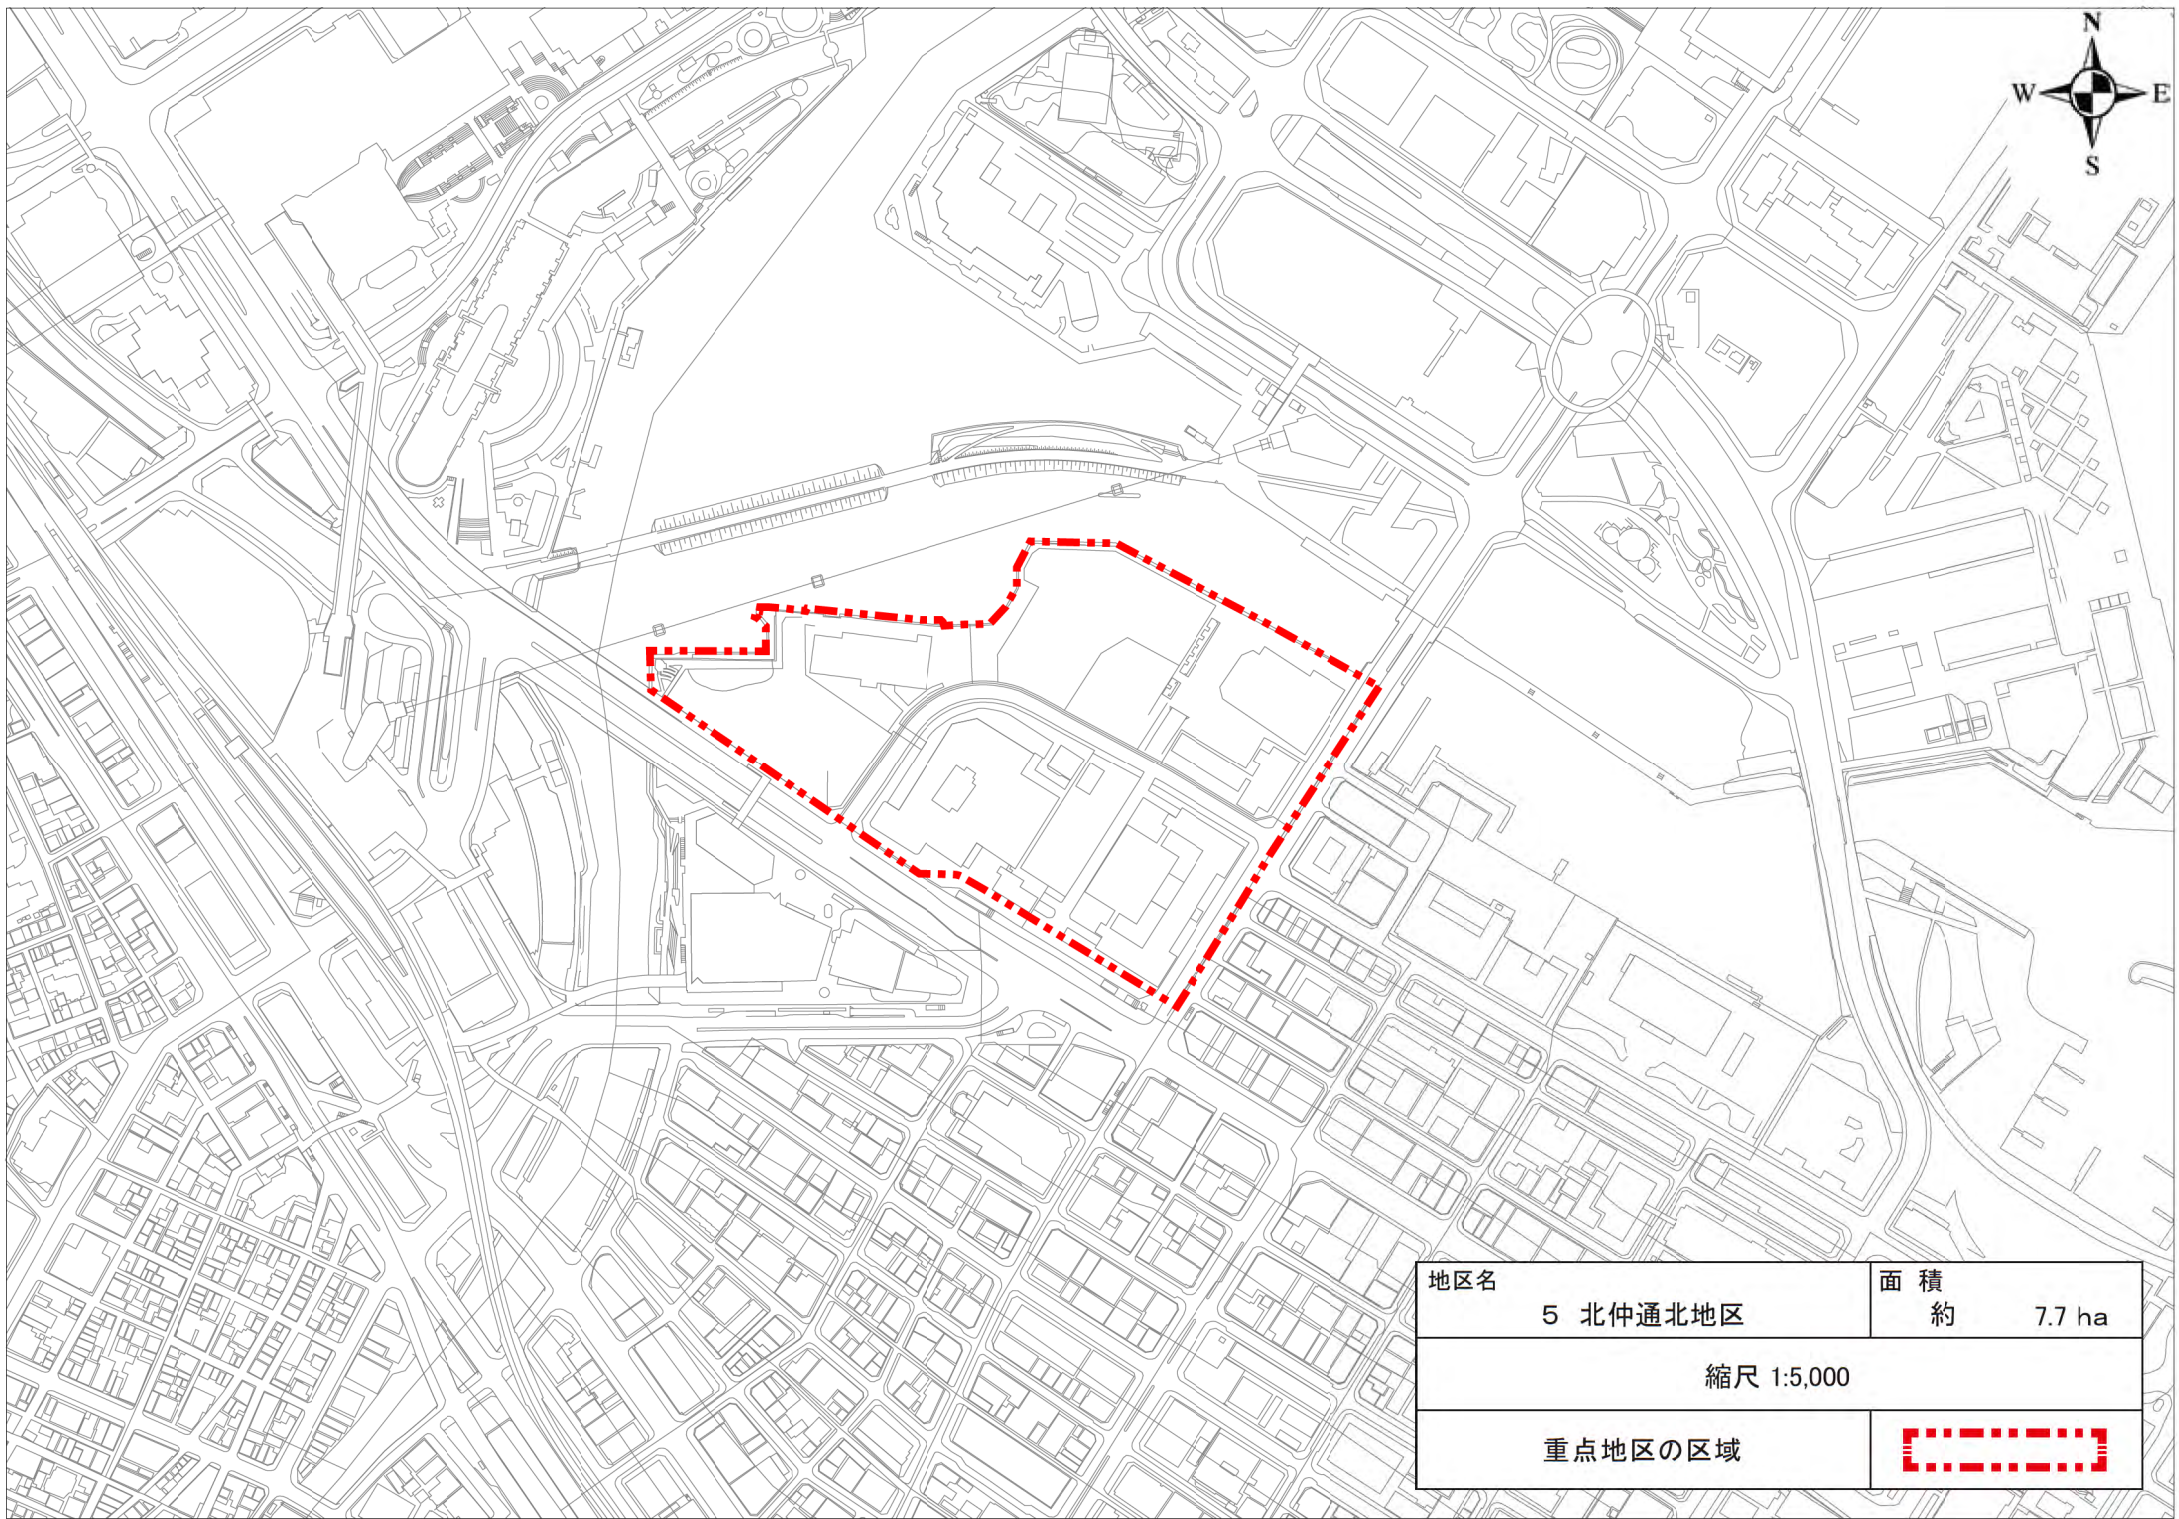 N
W E
S
地区名
5 北仲通北地区
面 積
約 7.7 ha
縮尺 1:5,000
重点地区の区域